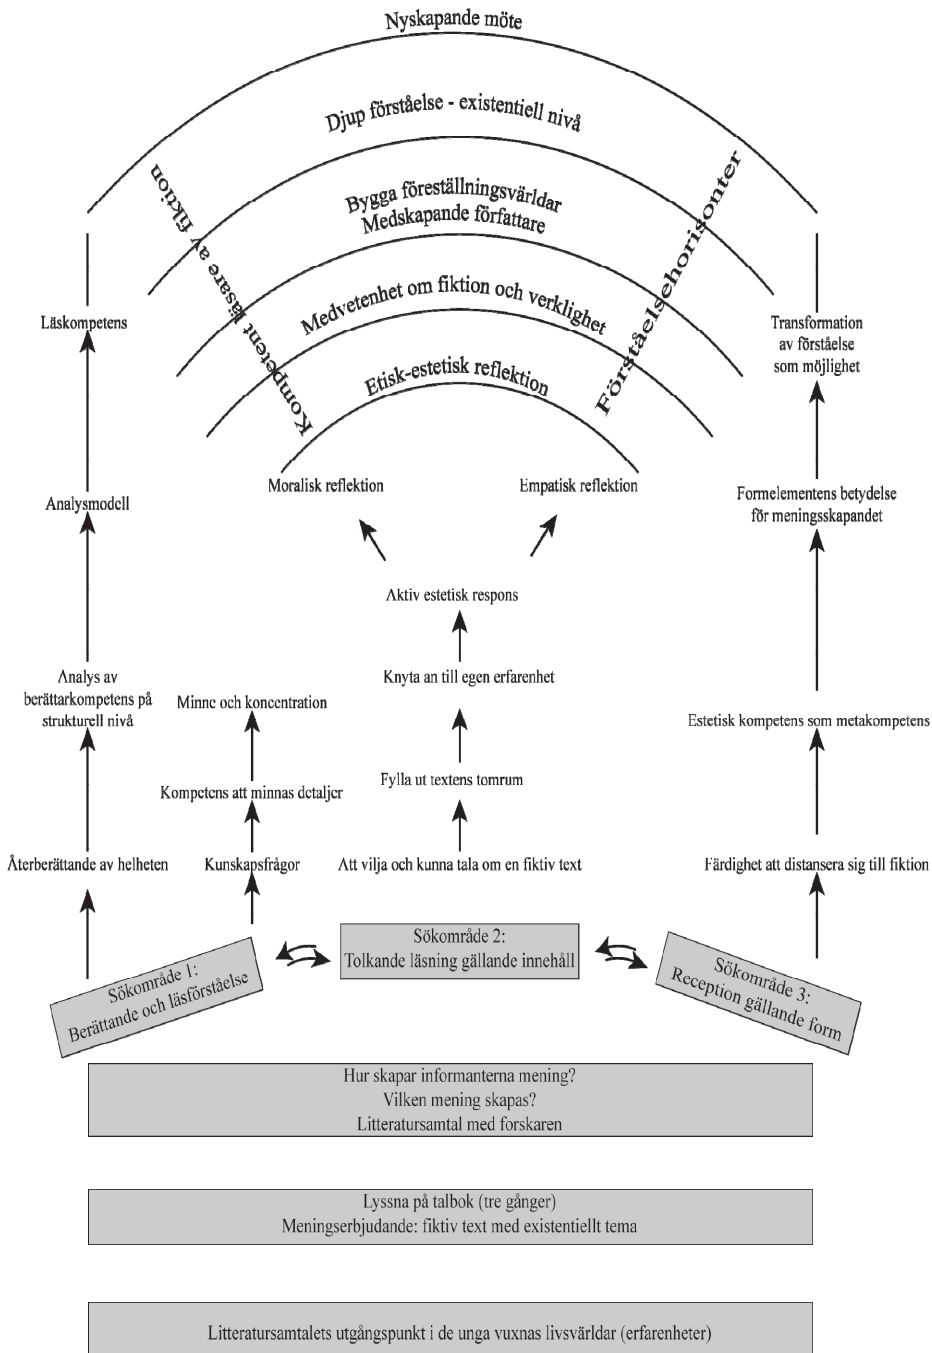 Nyskapande möte
Djup förståelse - existentiell nivå
Bygga föreställningsvärldar
Medskapande författare
Medvetenhet om fiktion och verklighet
Etisk-estetisk reflektion
Kompetent läsare av fiktion
Förståelsehorisonter
Läskompetens
Transformation
av förståelse
som möjlighet
Moralisk reflektion
Empatisk reflektion
Analysmodell
Formelementens betydelse
för meningsskapandet
Aktiv estetisk respons
Analys av
berättarkompetens på
strukturell nivå
Minne och koncentration
Knyta an till egen erfarenhet
Estetisk kompetens som metakompetens
Kompetens att minnas detaljer
Fylla ut textens tomrum
Återberättande av helheten
Kunskapsfrågor
Att vilja och kunna tala om en fiktiv text
Färdighet att distansera sig till fiktion
Sökområde 1:
Berättande och läsförståelse
Sökområde 2:
Tolkande läsning gällande innehåll
Sökområde 3:
Reception gällande form
Hur skapar informanterna mening?
Vilken mening skapas?
Litteratursamtal med forskaren
Lyssna på talbok (tre gånger)
Meningserbjudande: fiktiv text med existentiellt tema
Litteratursamtalets utgångspunkt i de unga vuxnas livsvärldar (erfarenheter)